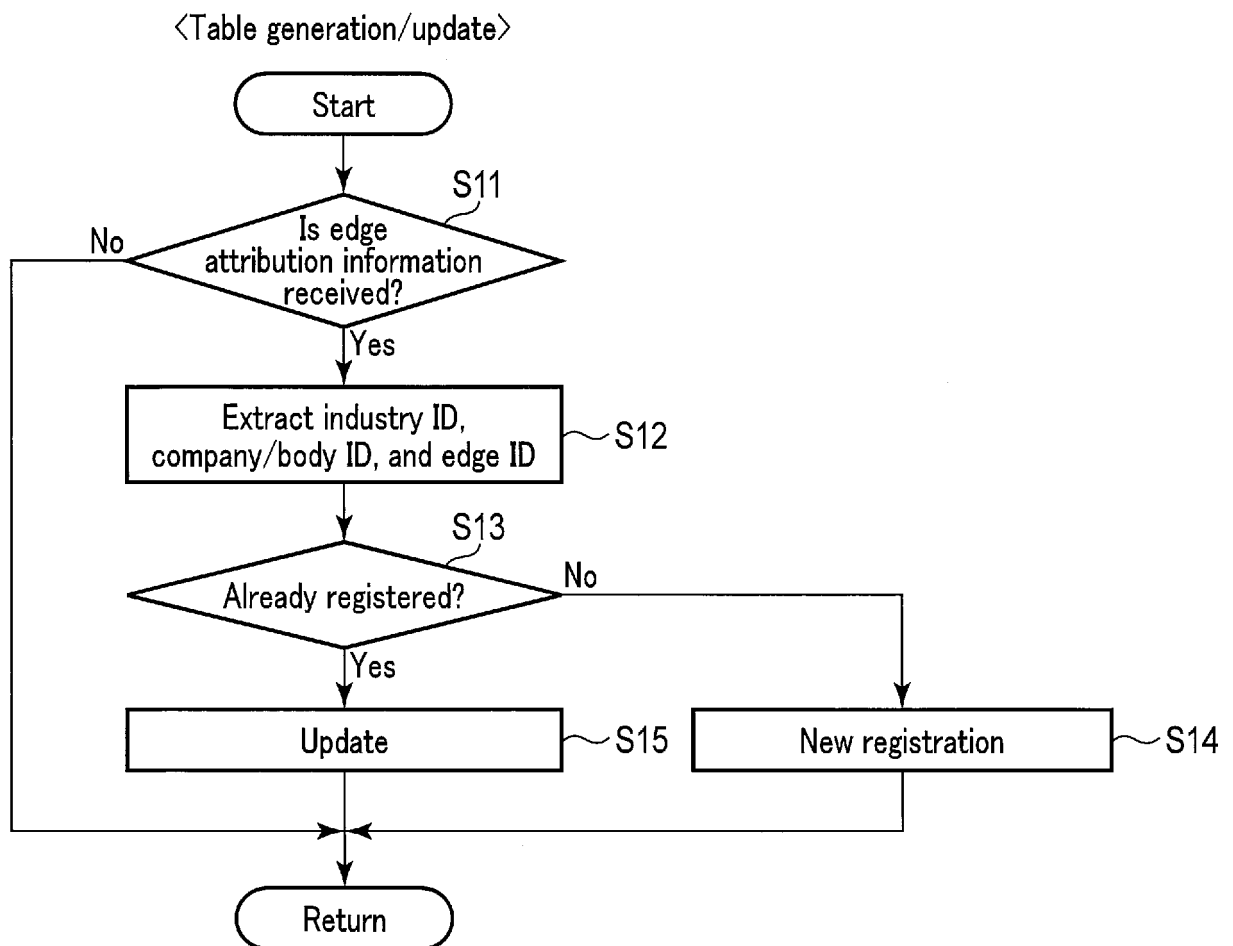 〈Table generation/update〉
Start
S11
Is edge
attribution information
received?
No
Yes
Extract industry ID,
company/body ID, and edge ID
S12
S13
Already registered?
No
Yes
Update
S15
New registration
S14
Return